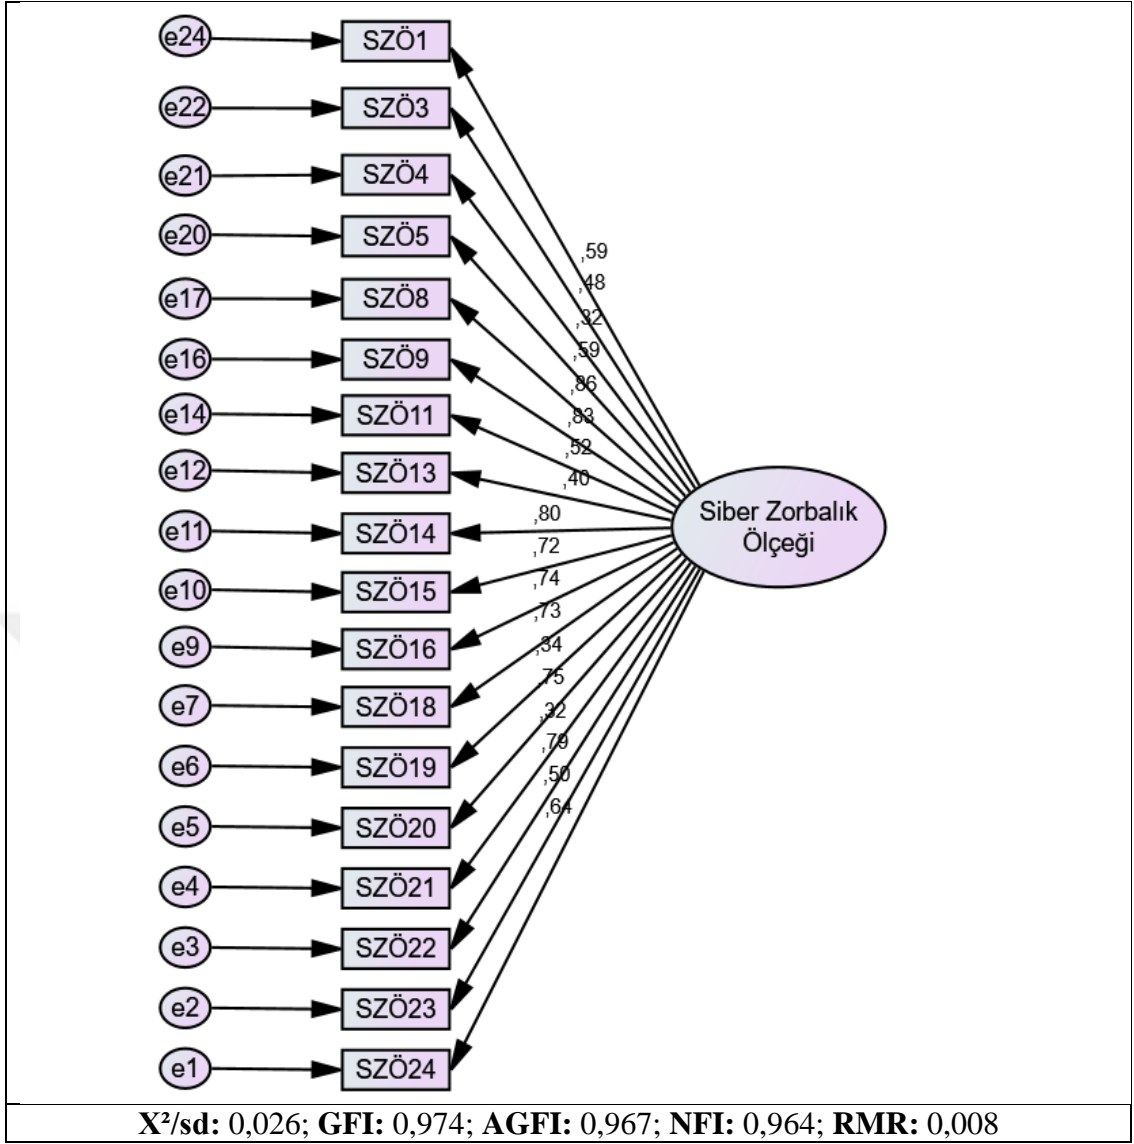 e24 SZÖ1
e22 SZÖ3
e21 SZÖ4
e20 SZÖ5
,59
,48
e17 SZÖ8
,32
,59
e16 SZÖ9
,86
e14 SZÖ11
,83
,52
e12 SZÖ13
,40
Siber Zorbalık
Ölçeği
e11 SZÖ14
,80
,72
e10 SZÖ15
,74
,73
e9 SZÖ16
,34
,75
e7 SZÖ18
,32
,79
e6 SZÖ19
,50
,64
e5 SZÖ20
e4 SZÖ21
e3 SZÖ22
e2 SZÖ23
e1 SZÖ24
X²/sd: 0,026; GFI: 0,974; AGFI: 0,967; NFI: 0,964; RMR: 0,008